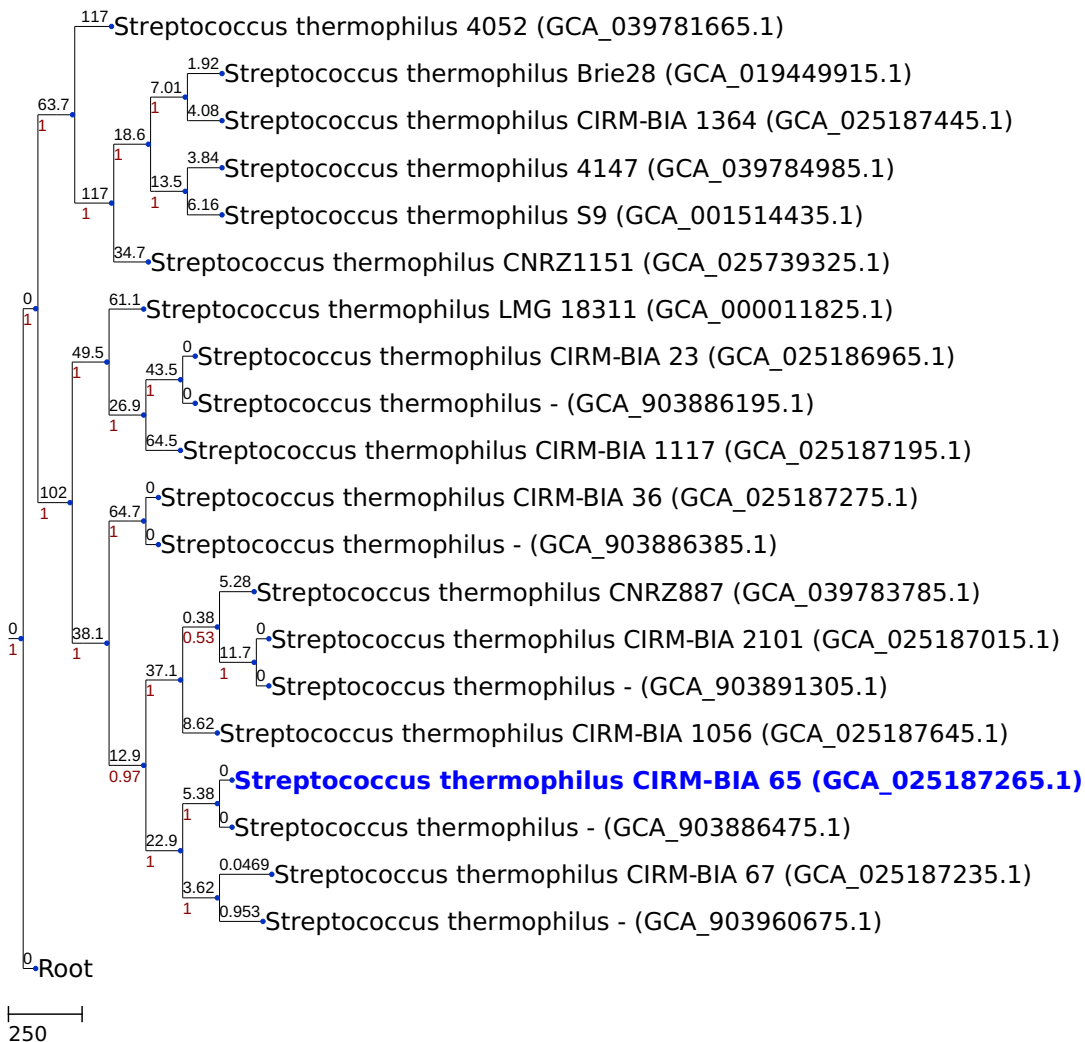 117
Streptococcus thermophilus 4052 (GCA_039781665.1)
1.92
Streptococcus thermophilus Brie28 (GCA_019449915.1)
7.01
1
63.7
1
4.08
Streptococcus thermophilus CIRM-BIA 1364 (GCA_025187445.1)
18.6
1
3.84
Streptococcus thermophilus 4147 (GCA_039784985.1)
13.5
1
117
1
6.16
Streptococcus thermophilus S9 (GCA_001514435.1)
34.7
Streptococcus thermophilus CNRZ1151 (GCA_025739325.1)
0
1
61.1
Streptococcus thermophilus LMG 18311 (GCA_000011825.1)
49.5
1
0
Streptococcus thermophilus CIRM-BIA 23 (GCA_025186965.1)
43.5
1
0
Streptococcus thermophilus - (GCA_903886195.1)
26.9
1
64.5
Streptococcus thermophilus CIRM-BIA 1117 (GCA_025187195.1)
102
1
0
Streptococcus thermophilus CIRM-BIA 36 (GCA_025187275.1)
64.7
1
0
Streptococcus thermophilus - (GCA_903886385.1)
5.28
Streptococcus thermophilus CNRZ887 (GCA_039783785.1)
0.38
0.53
0
1
38.1
1
0
Streptococcus thermophilus CIRM-BIA 2101 (GCA_025187015.1)
11.7
1
0
Streptococcus thermophilus - (GCA_903891305.1)
37.1
1
8.62
Streptococcus thermophilus CIRM-BIA 1056 (GCA_025187645.1)
12.9
0.97
0
Streptococcus thermophilus CIRM-BIA 65 (GCA_025187265.1)
5.38
1
0
Streptococcus thermophilus - (GCA_903886475.1)
22.9
1
0.0469
Streptococcus thermophilus CIRM-BIA 67 (GCA_025187235.1)
3.62
1
0.953
Streptococcus thermophilus - (GCA_903960675.1)
0
Root
250